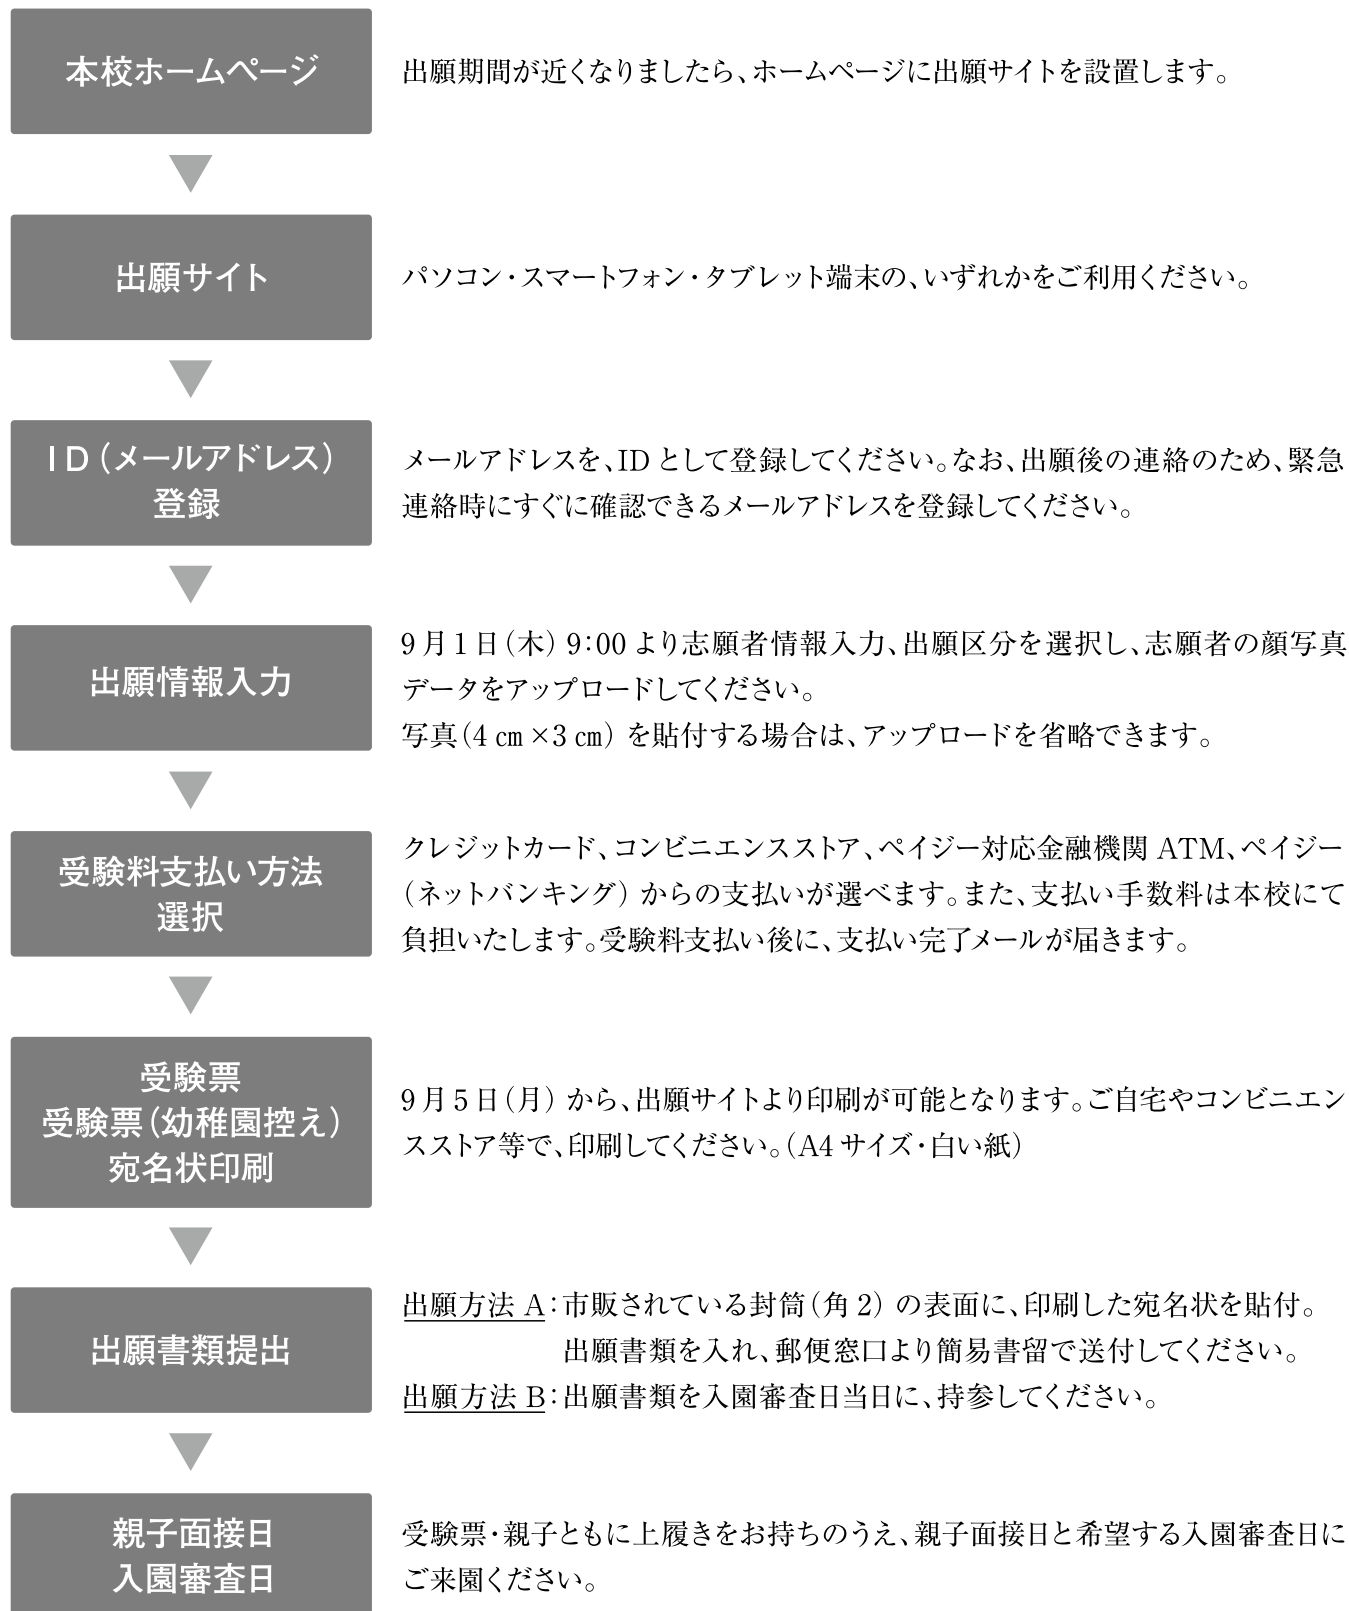 本校ホームページ
出願期間が近くなりましたら、ホームページに出願サイトを設置します。
出願サイト
パソコン・スマートフォン・タブレット端末の、いずれかをご利用ください。
ID(メールアドレス)
登録
メールアドレスを、IDとして登録してください。なお、出願後の連絡のため、緊急
連絡時にすぐに確認できるメールアドレスを登録してください。
出願情報入力
9月1日(木) 9:00より志願者情報入力、出願区分を選択し、志願者の顔写真
データをアップロードしてください。
写真(4㎝×3㎝) を貼付する場合は、アップロードを省略できます。
受験料支払い方法
選択
クレジットカード、コンビニエンスストア、ペイジー対応金融機関ATM、ペイジー
(ネットバンキング) からの支払いが選べます。また、支払い手数料は本校にて
負担いたします。受験料支払い後に、支払い完了メールが届きます。
受験票
受験票(幼稚園控え)
宛名状印刷
9月5日(月) から、出願サイトより印刷が可能となります。ご自宅やコンビニエン
スストア等で、印刷してください。(A4サイズ・白い紙)
出願書類提出
出願方法A:市販されている封筒(角2) の表面に、印刷した宛名状を貼付。
出願書類を入れ、郵便窓口より簡易書留で送付してください。
出願方法B:出願書類を入園審査日当日に、持参してください。
親子面接日
入園審査日
受験票・親子ともに上履きをお持ちのうえ、親子面接日と希望する入園審査日に
ご来園ください。